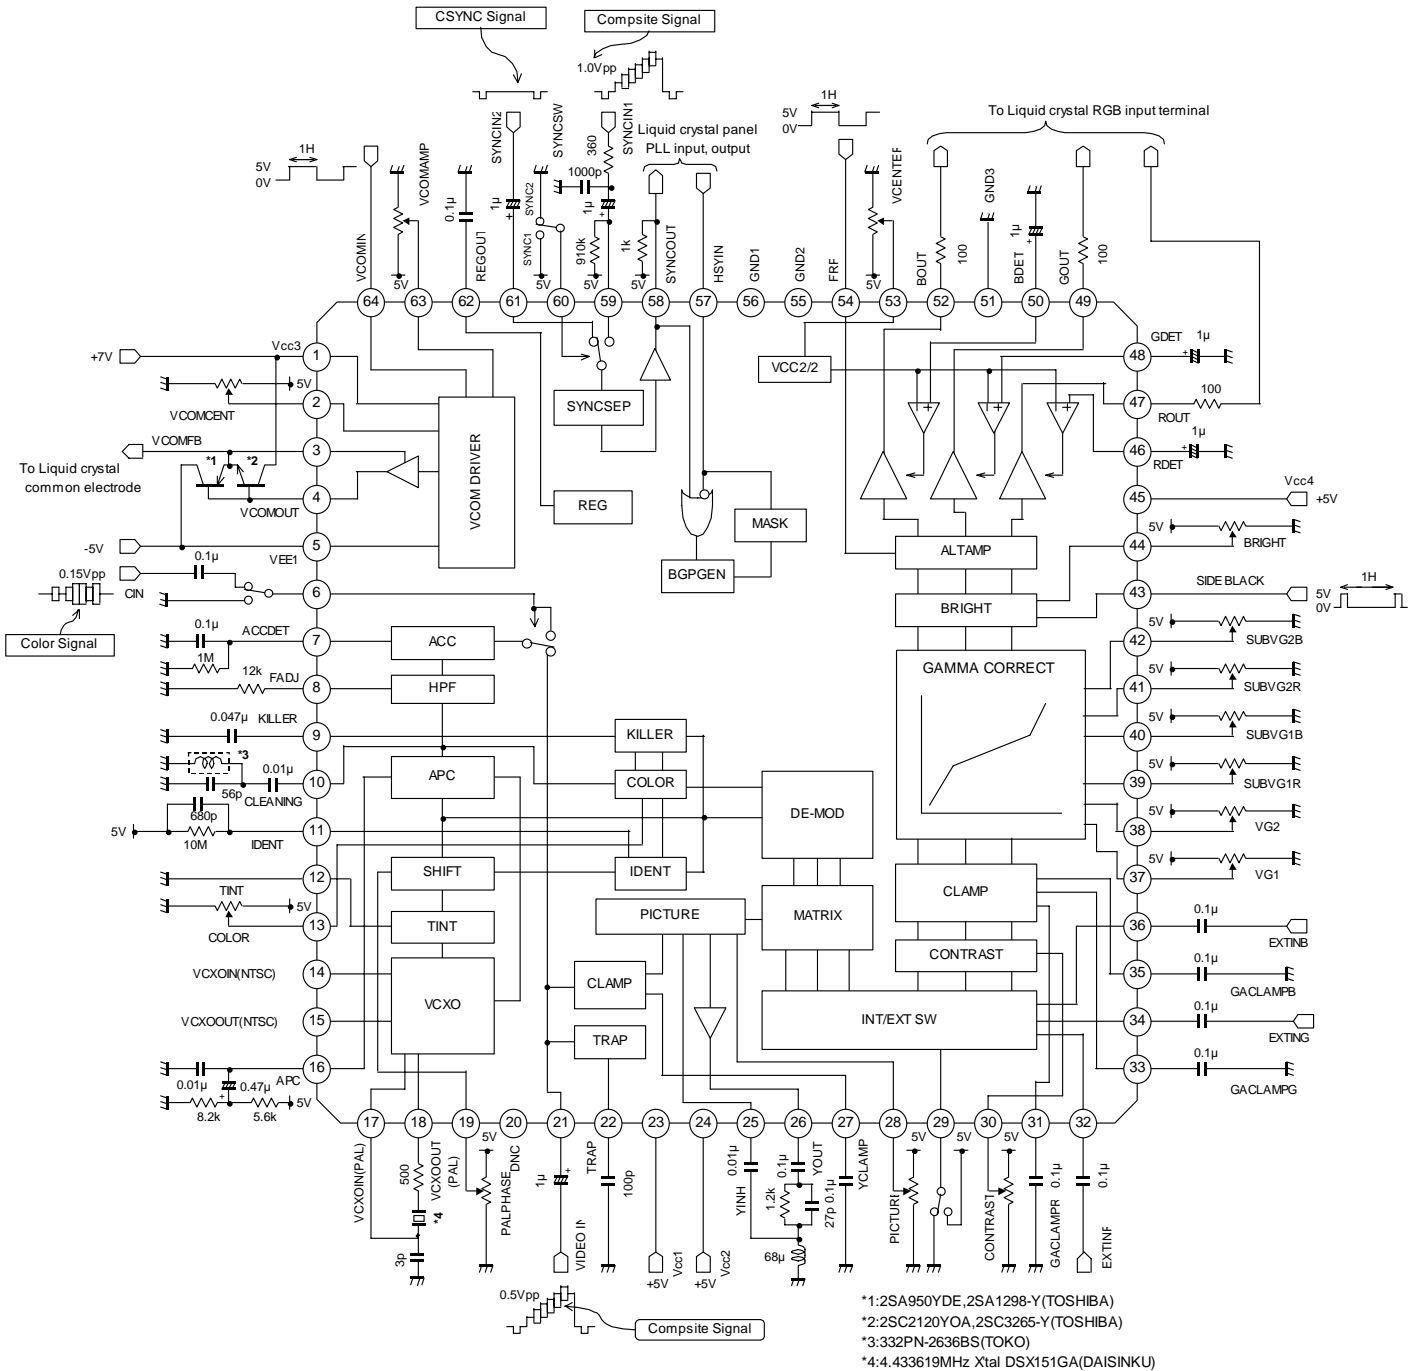 CSYNC Signal
Compsite Signal
1.0Vpp
1H
5V
0V
1H
5V
0V
To Liquid crystal RGB input terminal
Liquid crystal panel
PLL input, output
VCOMIN
VCOMAMP
5V
0.1µ
REGOUT
SYNCIN2
1µ
+
SYNCSW
SYNC2
SYNC1
5V
360
SYNCIN1
1000p
1µ
+
910k
5V
1k
5V
SYNCOUT
HSYIN
GND1
GND2
FRF
VCENTER
5V
BOUT
100
GND3
BDET
1µ
+
GOUT
100
64
63
62
61
60
59
58
57
56
55
54
53
52
51
50
49
+7V
Vcc3
1
5V
VCOMCENT
2
VCOMFB
3
*1
*2
To Liquid crystal
common electrode
VCOMOUT
4
-5V
VEE1
5
0.1µ
0.15Vpp
CIN
6
Color Signal
0.1µ
ACCDET
7
1M
12k
FADJ
8
0.047µ
KILLER
9
*3
0.01µ
56p
CLEANING
10
680p
5V
10M
IDENT
11
12
TINT
5V
COLOR
13
VCXOIN(NTSC)
14
VCXOOUT(NTSC)
15
APC
16
0.01µ
0.47µ
+
8.2k
5.6k
5V
VCOM DRIVER
SYNCSEP
REG
MASK
BGPGEN
VCC2/2
ALTAMP
BRIGHT
GAMMA CORRECT
ACC
HPF
KILLER
APC
COLOR
DE-MOD
SHIFT
IDENT
CLAMP
TINT
PICTURE
MATRIX
CONTRAST
VCXO
CLAMP
INT/EXT SW
TRAP
GDET
1µ
+
48
100
ROUT
47
1µ
+
RDET
46
Vcc4
+5V
45
5V
BRIGHT
44
SIDE BLACK
43
1H
5V
0V
5V
SUBVG2B
42
5V
SUBVG2R
41
5V
SUBVG1B
40
5V
SUBVG1R
39
5V
VG2
38
5V
VG1
37
0.1µ
EXTINB
36
0.1µ
GACLAMPB
35
0.1µ
EXTING
34
0.1µ
GACLAMPG
33
17
18
19
20
21
22
23
24
25
26
27
28
29
30
31
32
VCXOIN(PAL)
500
VCXOOUT
(PAL)
*4
3p
5V
PALPHASE
DNC
1µ
+
VIDEO IN
TRAP
100p
Vcc1
+5V
Vcc2
+5V
0.01µ
YINH
0.1µ
YOUT
1.2k
27p
68µ
0.1µ
YCLAMP
PICTURE
5V
5V
CONTRAST
5V
GACLAMPR
0.1µ
0.1µ
0.5Vpp
Compsite Signal
*1:2SA950YDE,2SA1298-Y(TOSHIBA)
*2:2SC2120YOA,2SC3265-Y(TOSHIBA)
*3:332PN-2636BS(TOKO)
*4:4.433619MHz X'tal DSX151GA(DAISINKU)